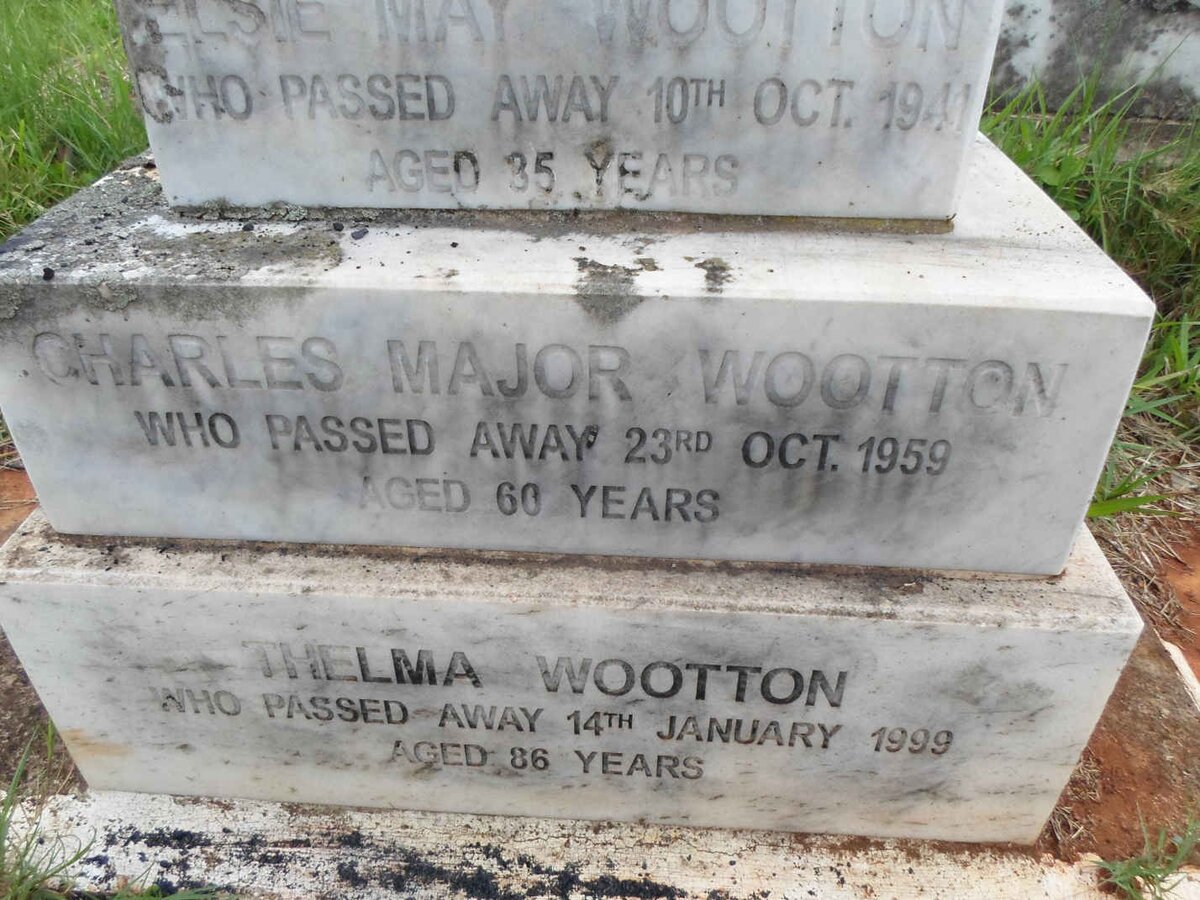 ELSIE MAY WOOTTON
WHO PASSED AWAY 10TH OCT. 1941
AGED 35 YEARS
CHARLES MAJOR WOOTTON
WHO PASSED AWAY 23RD OCT. 1959
AGED 60 YEARS
THELMA WOOTTON
WHO PASSED AWAY 14TH JANUARY 1999
AGED 86 YEARS